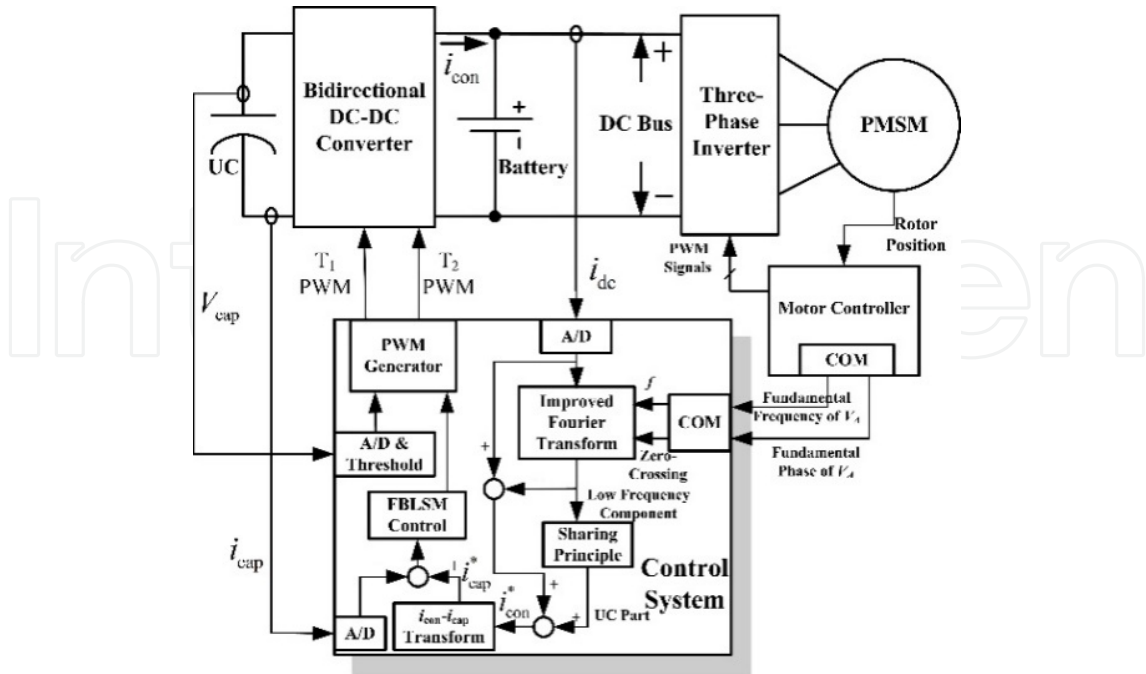 Bidirectional
DC-DC
Converter
i_con
+
Battery
UC
DC Bus
+
−
Three-
Phase
Inverter
PMSM
Rotor
Position
PWM
Signals
Motor Controller
COM
Fundamental
Frequency of V_A
Fundamental
Phase of V_A
T_1
PWM
T_2
PWM
i_dc
V_cap
i_cap
A/D
PWM
Generator
Improved
Fourier
Transform
f
COM
Zero-
Crossing
A/D &
Threshold
+
Low Frequency
Component
FBLSM
Control
Sharing
Principle
Control
System
i*_cap
i*_con
+
+
UC Part
A/D
i_con-i_cap
Transform